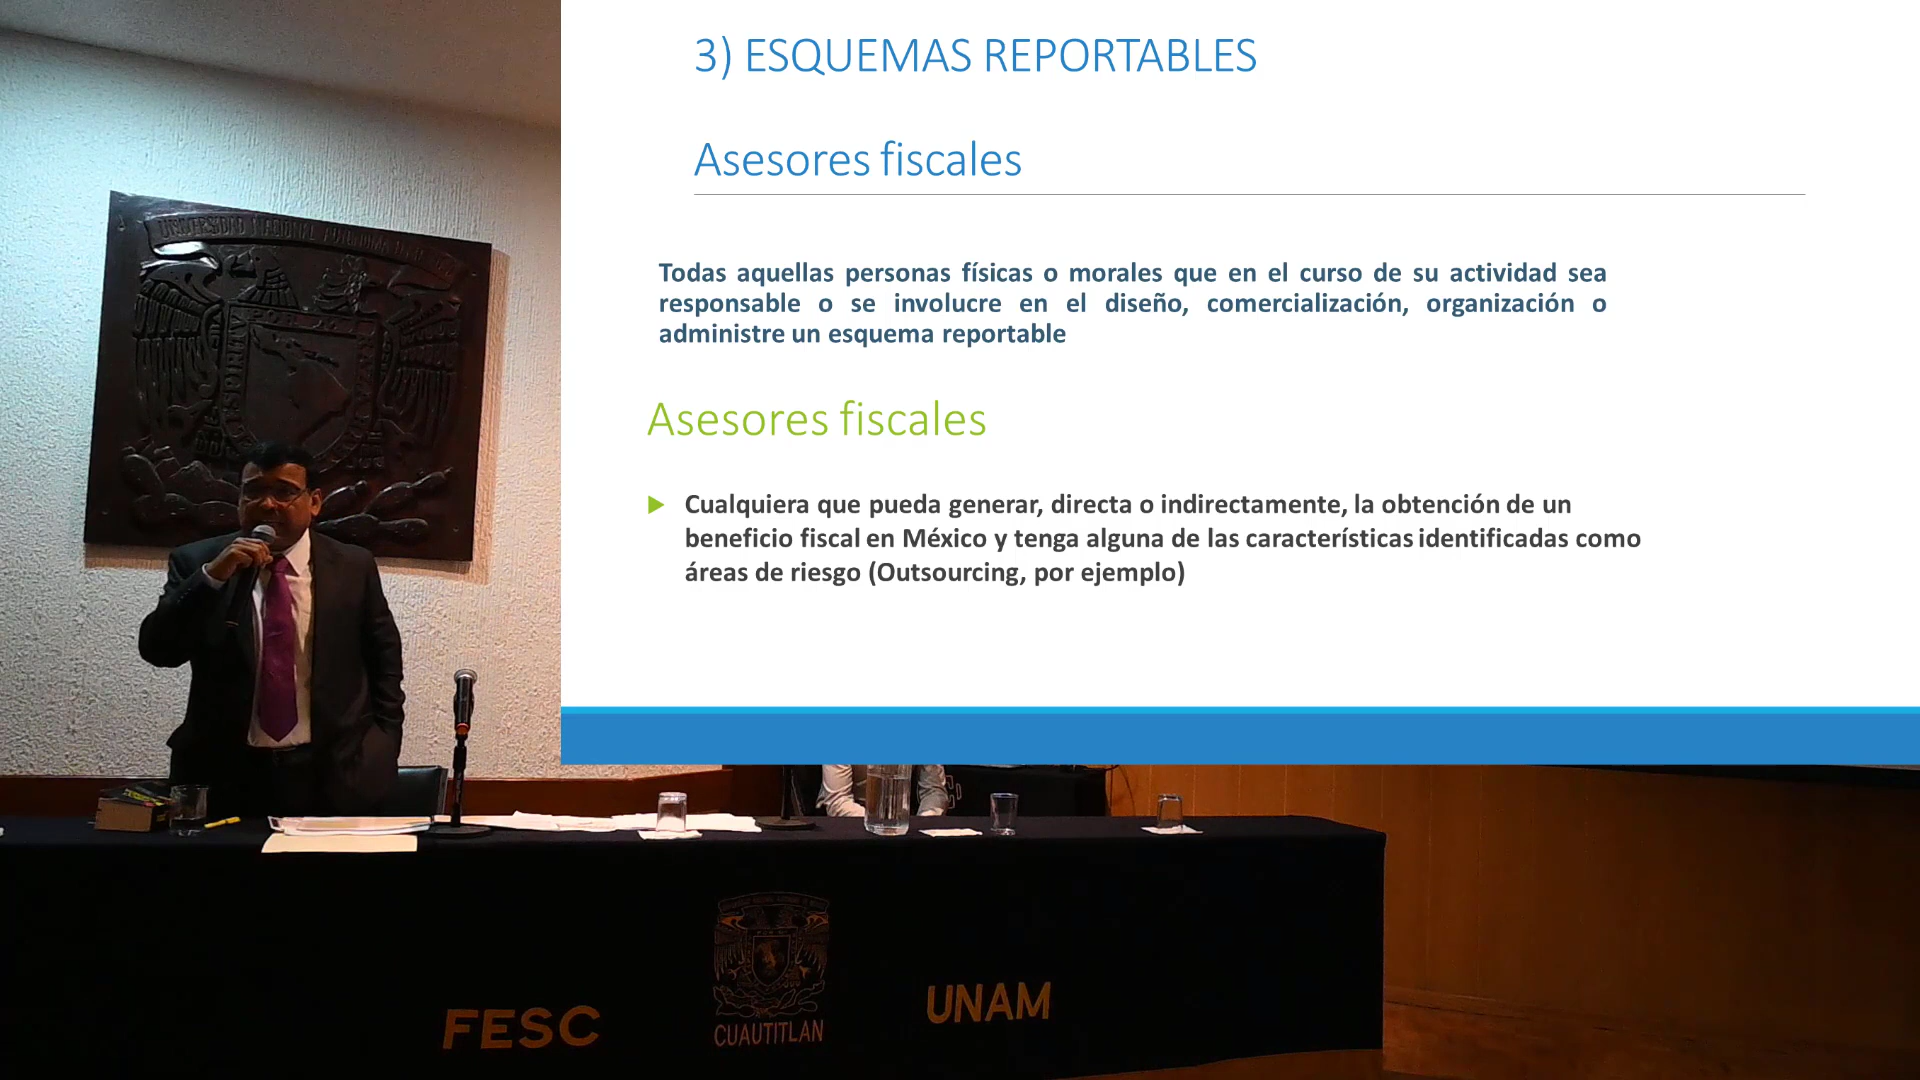 3) ESQUEMAS REPORTABLES
Asesores fiscales
Todas aquellas personas físicas o morales que en el curso de su actividad sea
responsable o se involucre en el diseño, comercialización, organización o
administre un esquema reportable
Asesores fiscales
Cualquiera que pueda generar, directa o indirectamente, la obtención de un
beneficio fiscal en México y tenga alguna de las características identificadas como
áreas de riesgo (Outsourcing, por ejemplo)
FESC
CUAUTITLAN
UNAM